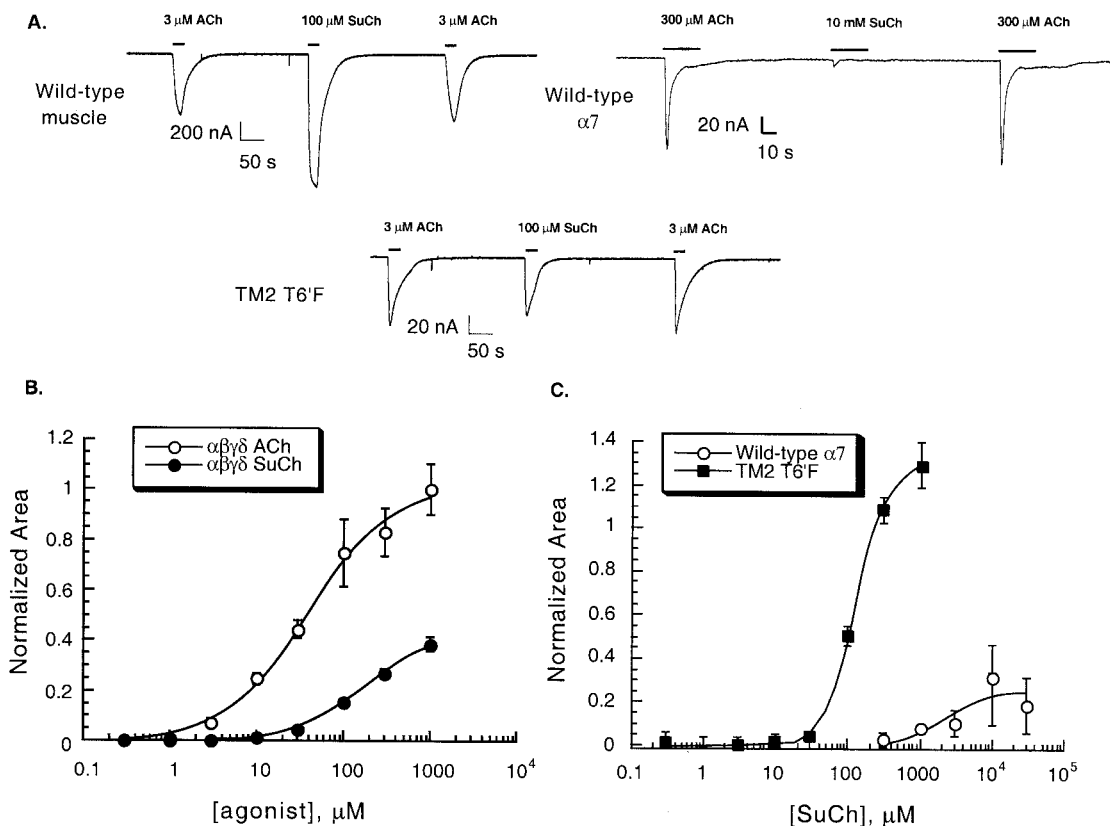 A.
3 μM ACh
100 μM SuCh
3 μM ACh
Wild-type
muscle
200 nA
50 s
300 μM ACh
10 mM SuCh
300 μM ACh
Wild-type
α7
20 nA
10 s
3 μM ACh
100 μM SuCh
3 μM ACh
TM2 T6'F
20 nA
50 s
B.
αβγδ ACh
αβγδ SuCh
Normalized Area
1.2
1
0.8
0.6
0.4
0.2
0
0.1
1
10
100
1000
10⁴
[agonist], μM
C.
Wild-type α7
TM2 T6'F
Normalized Area
1.4
1.2
1
0.8
0.6
0.4
0.2
0
0.1
1
10
100
1000
10⁴
10⁵
[SuCh], μM